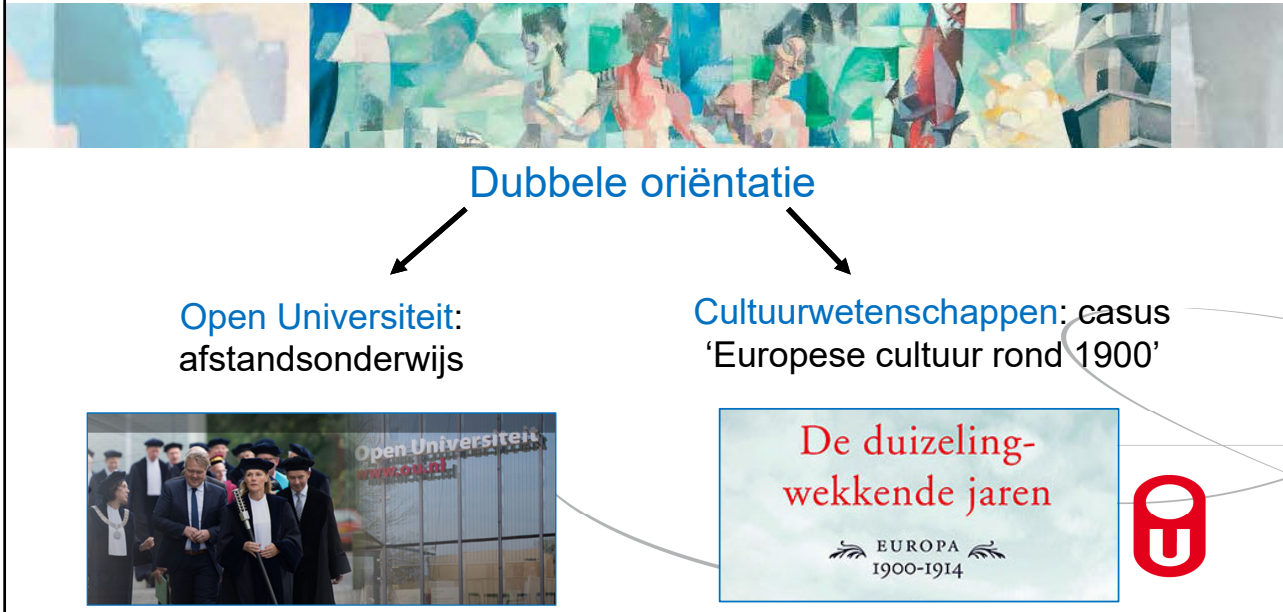 Dubbele oriëntatie
Open Universiteit:
afstandsonderwijs
Cultuurwetenschappen: casus
‘Europese cultuur rond 1900’
Open Universiteit
www.ou.nl
De duizeling-
wekkende jaren
EUROPA
1900-1914
U